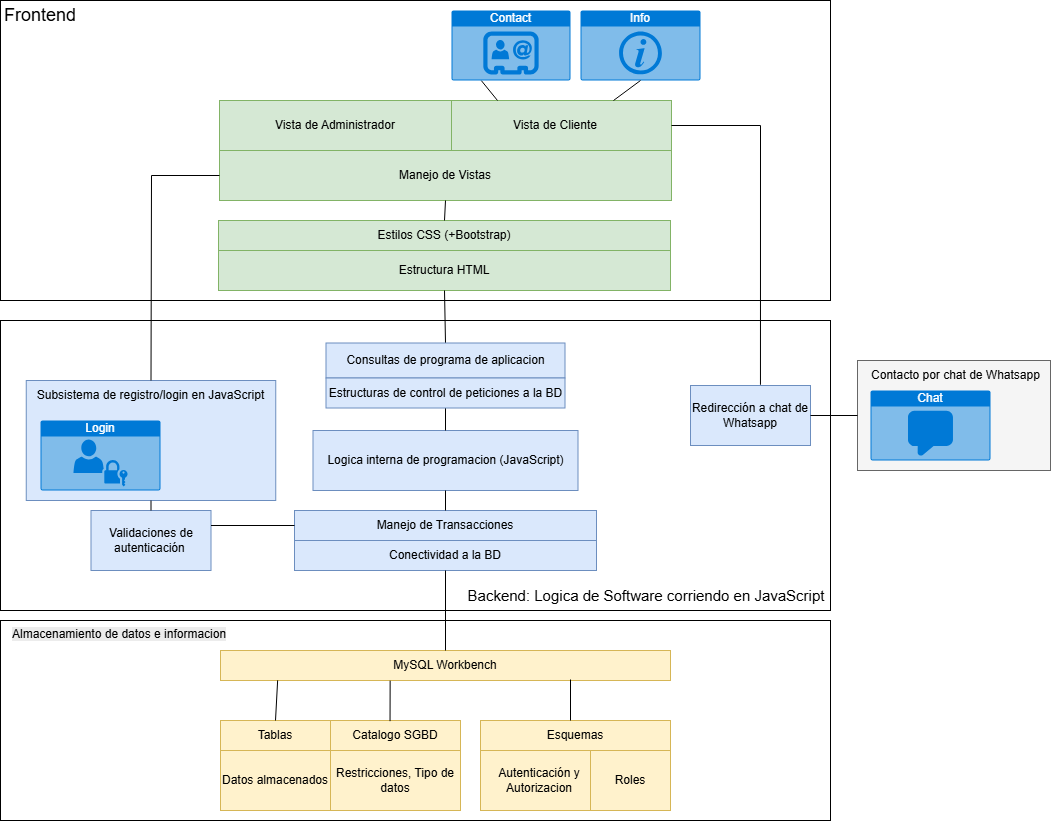 Frontend
Contact
Info
Vista de Administrador
Vista de Cliente
Manejo de Vistas
Estilos CSS (+Bootstrap)
Estructura HTML
Consultas de programa de aplicacion
Estructuras de control de peticiones a la BD
Subsistema de registro/login en JavaScript
Login
Logica interna de programacion (JavaScript)
Redirección a chat de
Whatsapp
Contacto por chat de Whatsapp
Chat
Validaciones de
autenticación
Manejo de Transacciones
Conectividad a la BD
Backend: Logica de Software corriendo en JavaScript
Almacenamiento de datos e informacion
MySQL Workbench
Tablas
Catalogo SGBD
Esquemas
Datos almacenados
Restricciones, Tipo de
datos
Autenticación y
Autorizacion
Roles